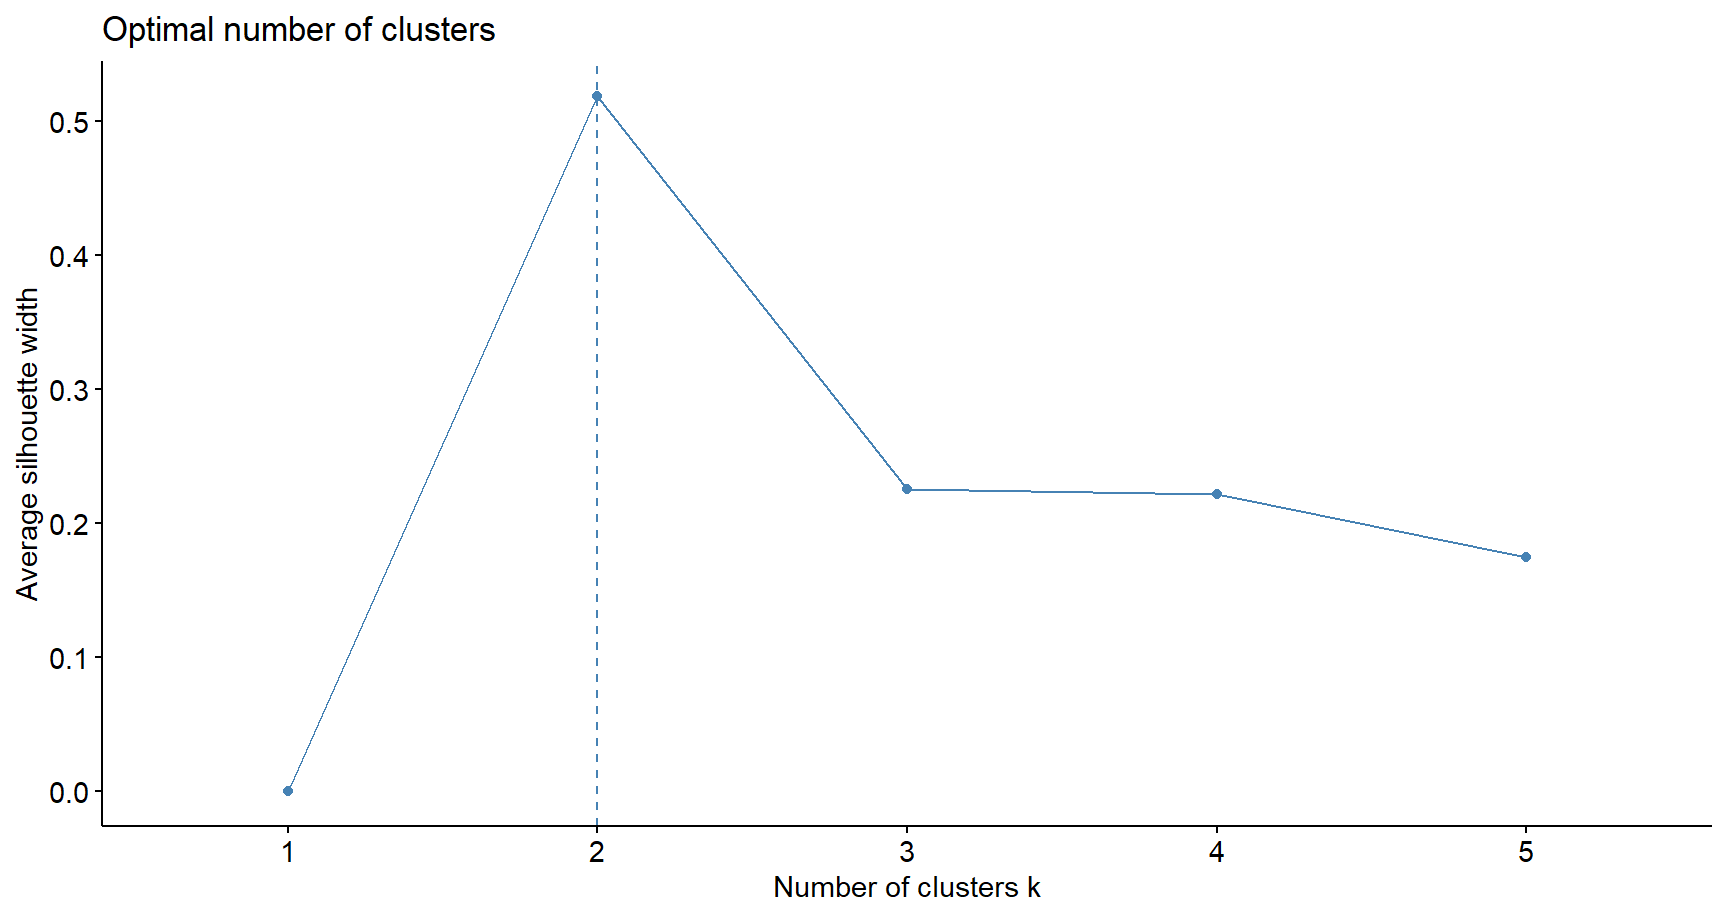 Optimal number of clusters
Average silhouette width
0.5
0.4
0.3
0.2
0.1
0.0
1 2 3 4 5
Number of clusters k